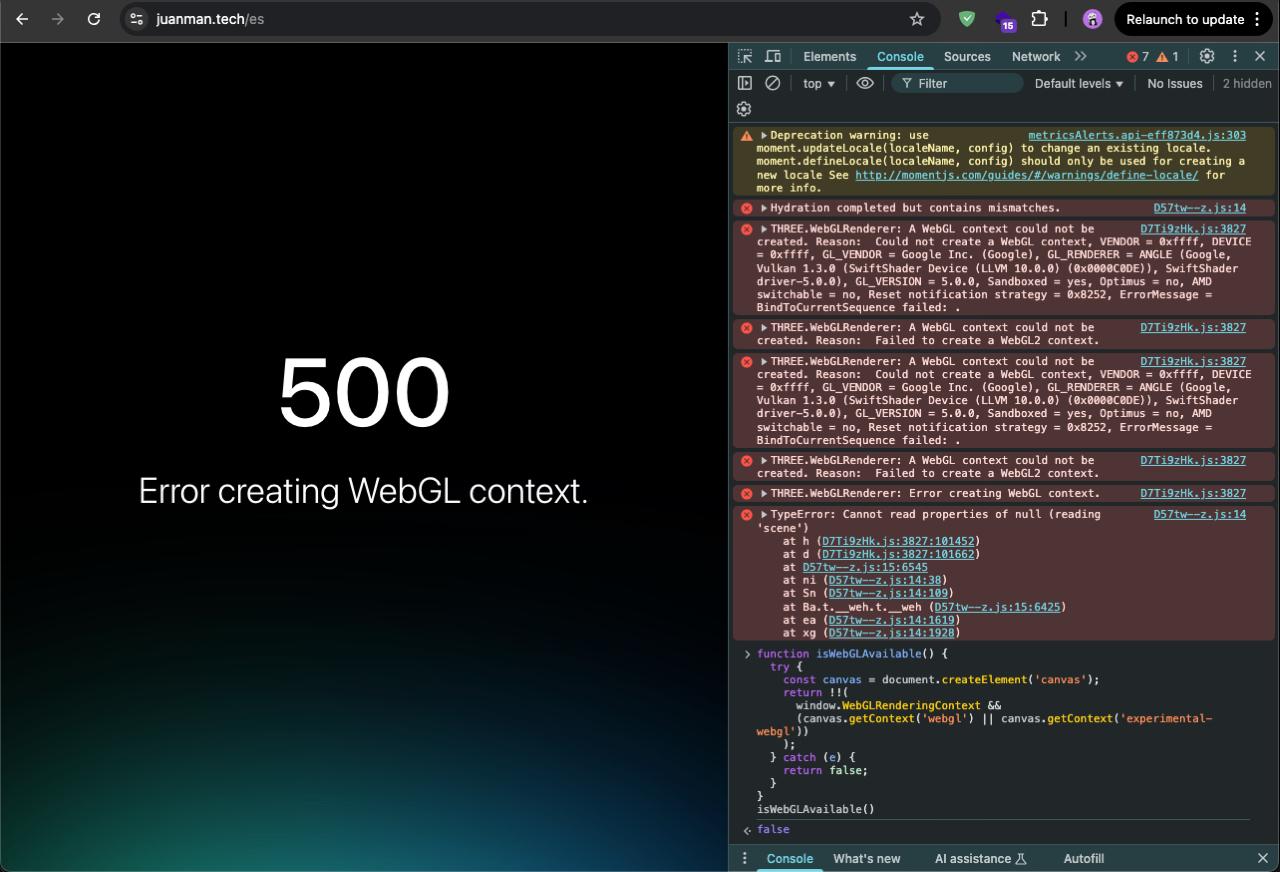 juanman.tech/es
15
Relaunch to update
500
Error creating WebGL context.
Elements
Console
Sources
Network
7
1
top
Filter
Default levels
No Issues
2 hidden
Deprecation warning: use metricsAlerts.api-eff873d4.js:303
moment.updateLocale(localeName, config) to change an existing locale.
moment.defineLocale(localeName, config) should only be used for creating a
new locale See http://momentjs.com/guides/#/warnings/define-locale/ for
more info.
Hydration completed but contains mismatches. D57tw--z.js:14
THREE.WebGLRenderer: A WebGL context could not be D7Ti9zHk.js:3827
created. Reason:  Could not create a WebGL context, VENDOR = 0xffff, DEVICE
= 0xffff, GL_VENDOR = Google Inc. (Google), GL_RENDERER = ANGLE (Google,
Vulkan 1.3.0 (SwiftShader Device (LLVM 10.0.0) (0x0000C0DE)), SwiftShader
driver-5.0.0), GL_VERSION = 5.0.0, Sandboxed = yes, Optimus = no, AMD
switchable = no, Reset notification strategy = 0x8252, ErrorMessage =
BindToCurrentSequence failed: .
THREE.WebGLRenderer: A WebGL context could not be D7Ti9zHk.js:3827
created. Reason:  Failed to create a WebGL2 context.
THREE.WebGLRenderer: A WebGL context could not be D7Ti9zHk.js:3827
created. Reason:  Could not create a WebGL context, VENDOR = 0xffff, DEVICE
= 0xffff, GL_VENDOR = Google Inc. (Google), GL_RENDERER = ANGLE (Google,
Vulkan 1.3.0 (SwiftShader Device (LLVM 10.0.0) (0x0000C0DE)), SwiftShader
driver-5.0.0), GL_VERSION = 5.0.0, Sandboxed = yes, Optimus = no, AMD
switchable = no, Reset notification strategy = 0x8252, ErrorMessage =
BindToCurrentSequence failed: .
THREE.WebGLRenderer: A WebGL context could not be D7Ti9zHk.js:3827
created. Reason:  Failed to create a WebGL2 context.
THREE.WebGLRenderer: Error creating WebGL context. D7Ti9zHk.js:3827
TypeError: Cannot read properties of null (reading D57tw--z.js:14
'scene')
at h (D7Ti9zHk.js:3827:101452)
at d (D7Ti9zHk.js:3827:101662)
at D57tw--z.js:15:6545
at ni (D57tw--z.js:14:38)
at Sn (D57tw--z.js:14:109)
at Ba.t.__weh.t.__weh (D57tw--z.js:15:6425)
at ea (D57tw--z.js:14:1619)
at xg (D57tw--z.js:14:1928)
function isWebGLAvailable() {
try {
const canvas = document.createElement('canvas');
return !!(
window.WebGLRenderingContext &&
(canvas.getContext('webgl') || canvas.getContext('experimental-
webgl'))
);
} catch (e) {
return false;
}
}
isWebGLAvailable()
false
Console
What's new
AI assistance
Autofill